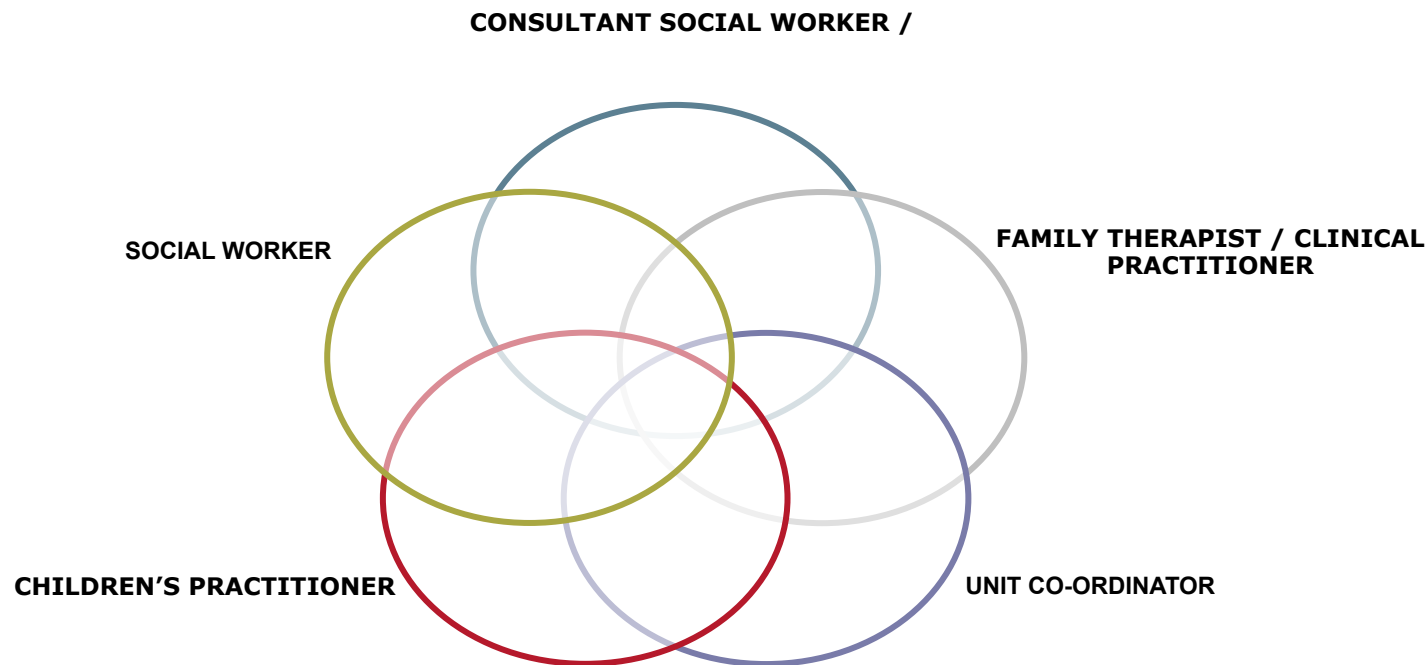 CONSULTANT SOCIAL WORKER /
SOCIAL WORKER
FAMILY THERAPIST / CLINICAL
PRACTITIONER
CHILDREN’S PRACTITIONER
UNIT CO-ORDINATOR